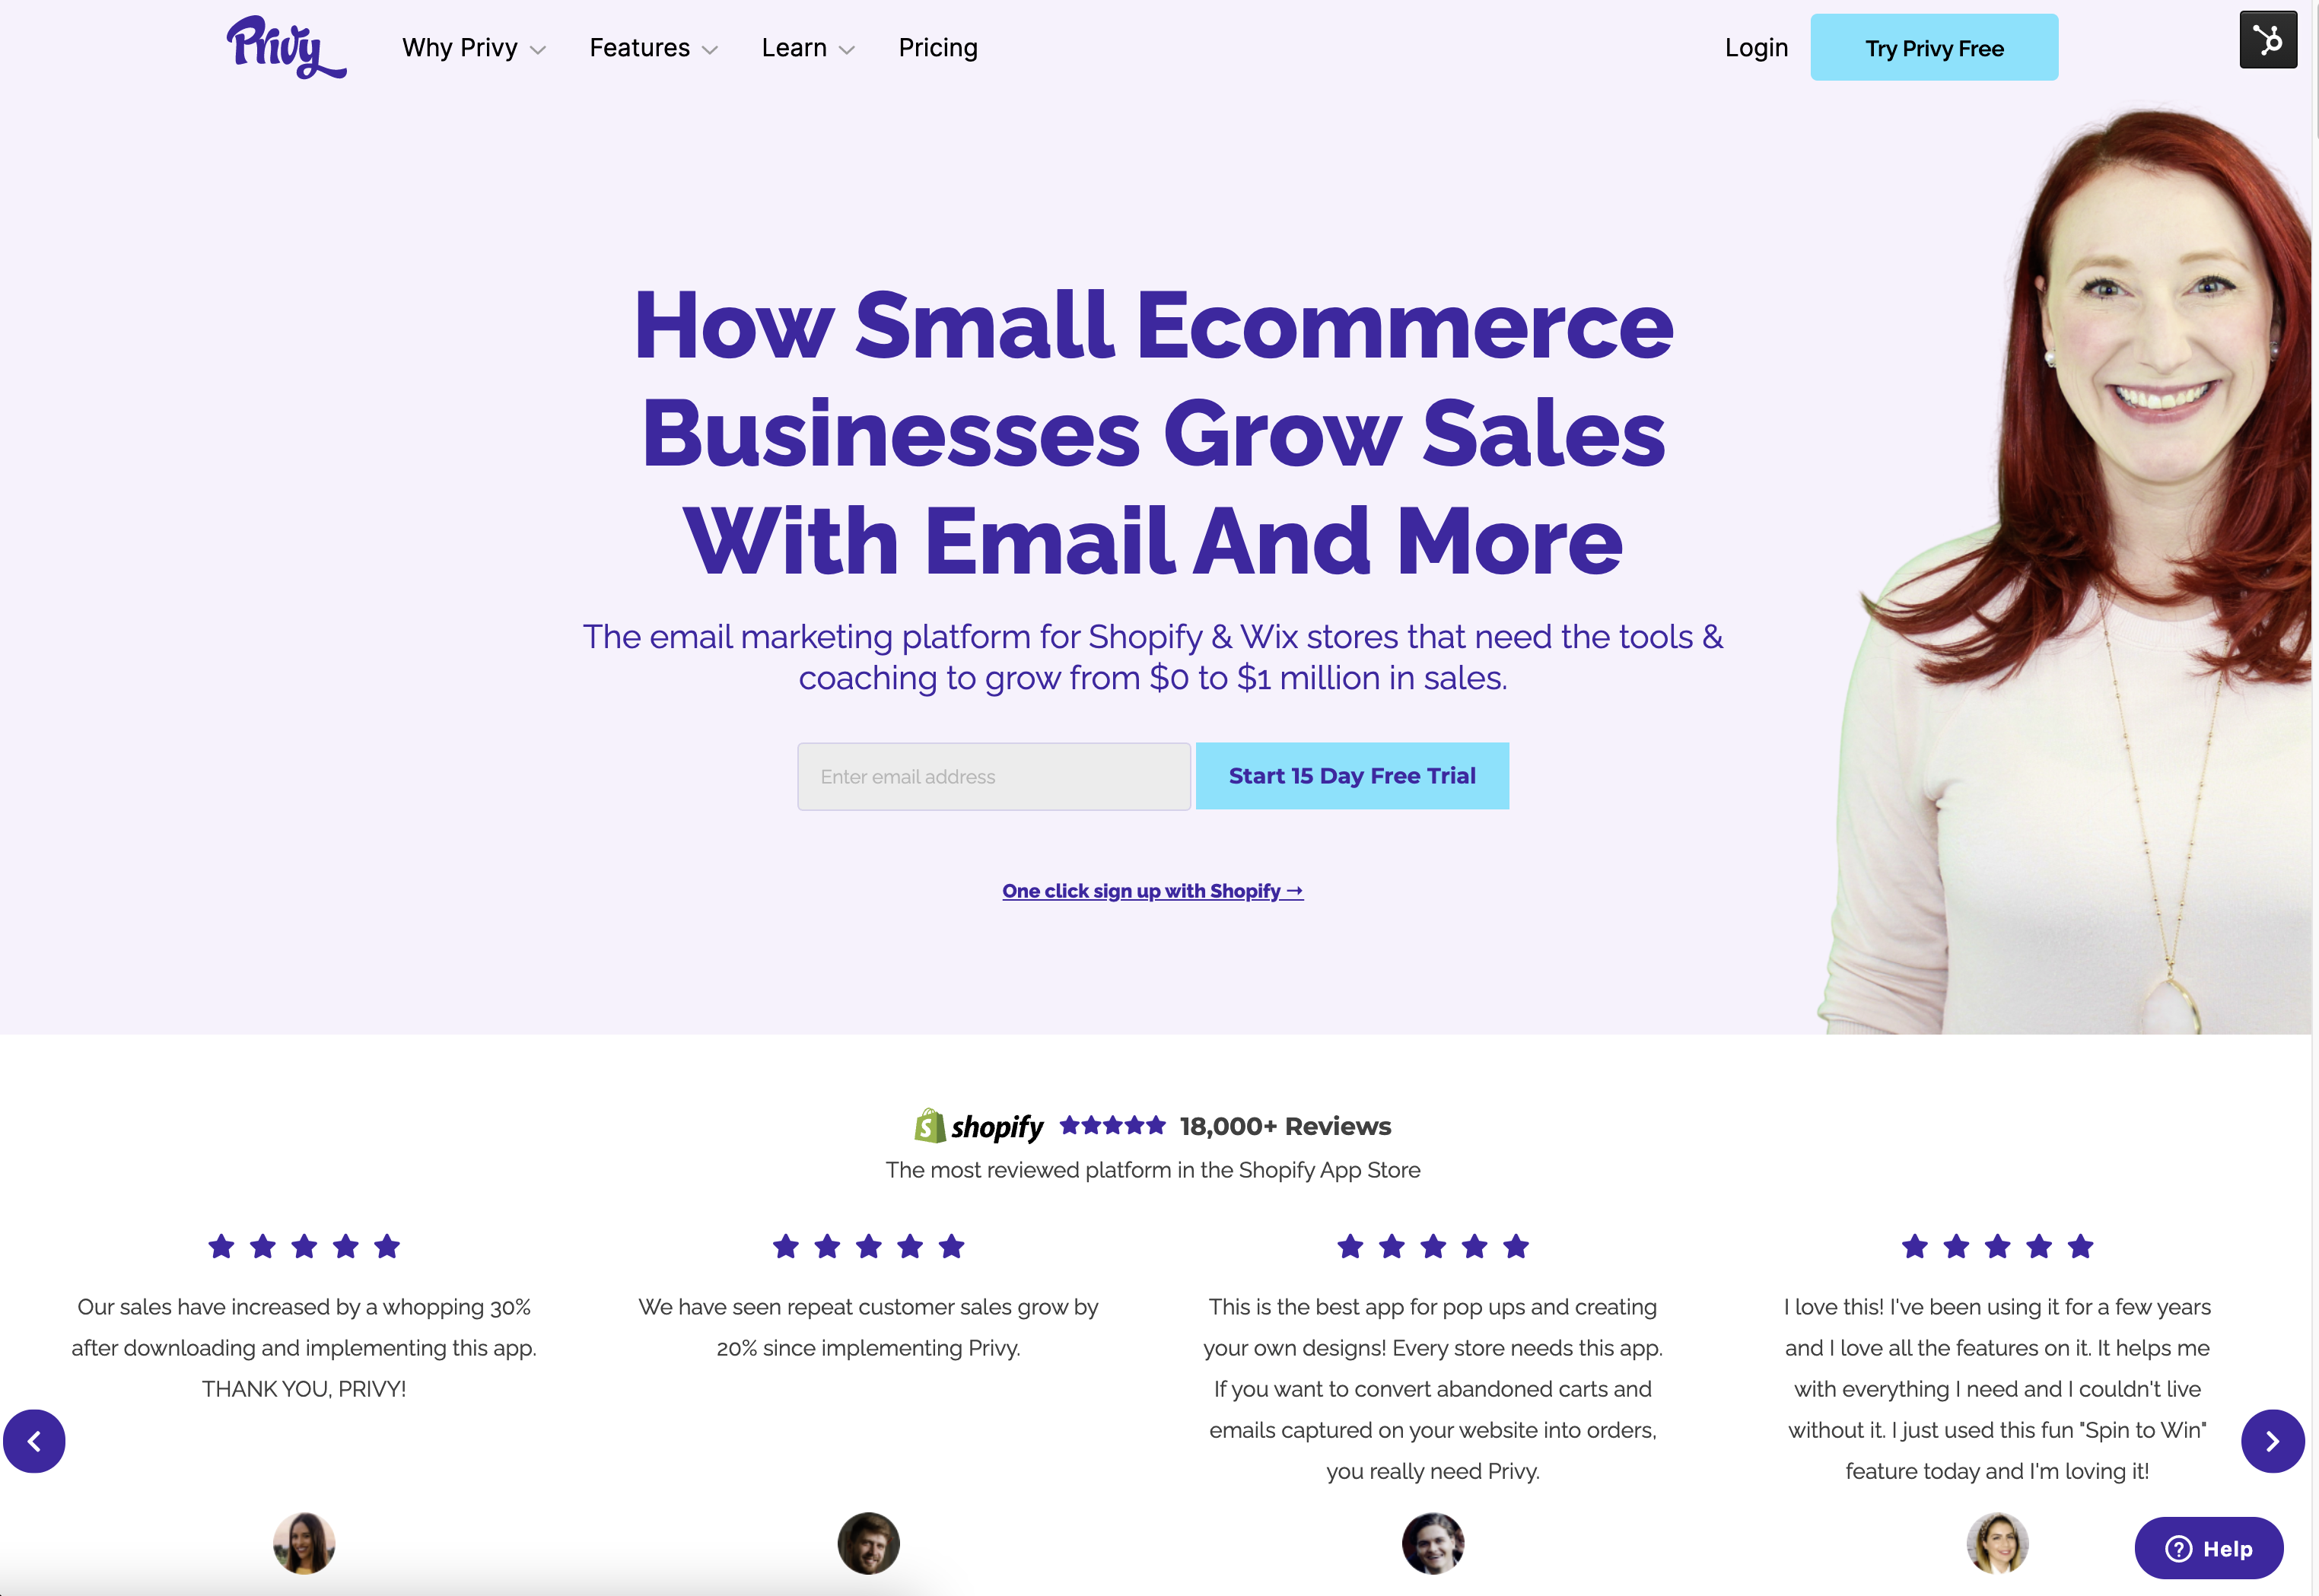 Privy
Why Privy
Features
Learn
Pricing
Login
Try Privy Free
How Small Ecommerce
Businesses Grow Sales
With Email And More
The email marketing platform for Shopify & Wix stores that need the tools &
coaching to grow from $0 to $1 million in sales.
Enter email address
Start 15 Day Free Trial
One click sign up with Shopify →
shopify
18,000+ Reviews
The most reviewed platform in the Shopify App Store
Our sales have increased by a whopping 30%
after downloading and implementing this app.
THANK YOU, PRIVY!
We have seen repeat customer sales grow by
20% since implementing Privy.
This is the best app for pop ups and creating
your own designs! Every store needs this app.
If you want to convert abandoned carts and
emails captured on your website into orders,
you really need Privy.
I love this! I've been using it for a few years
and I love all the features on it. It helps me
with everything I need and I couldn't live
without it. I just used this fun "Spin to Win"
feature today and I'm loving it!
Help